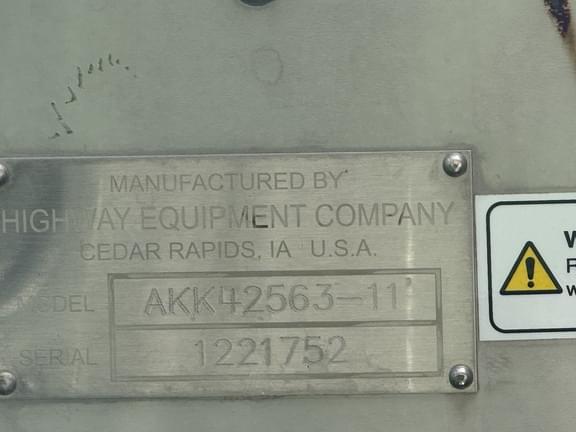 MANUFACTURED BY
HIGHWAY EQUIPMENT COMPANY
CEDAR RAPIDS, IA U.S.A.
MODEL AKK42563-11
SERIAL 1221752